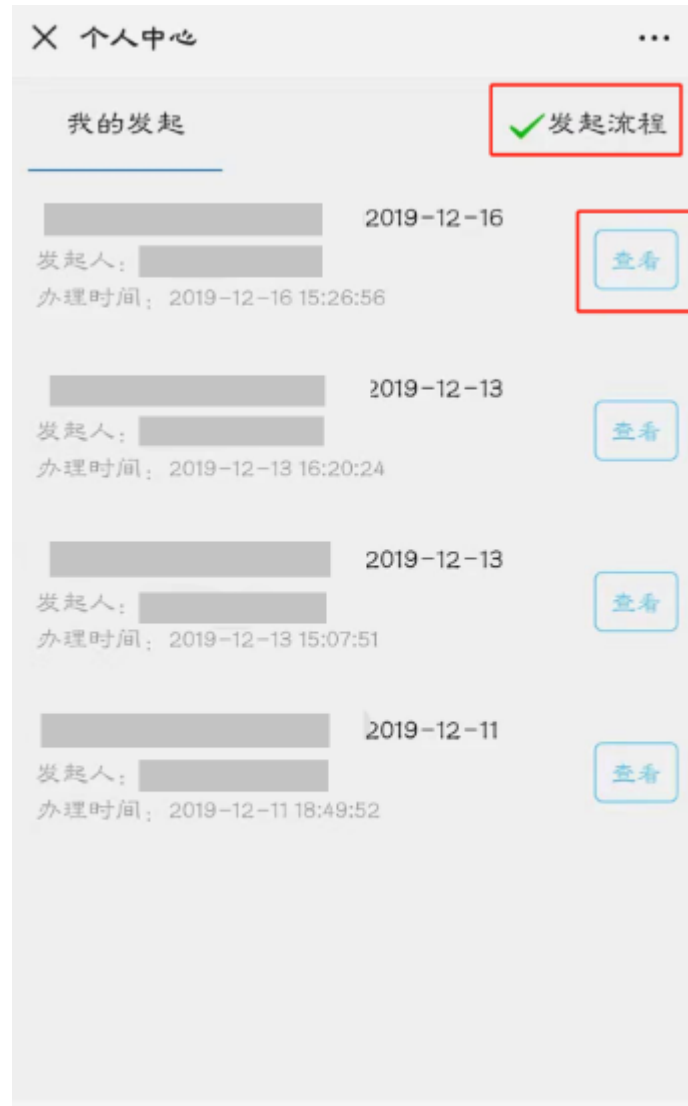 个人中心
我的发起
发起流程
2019-12-16
查看
发起人：
办理时间：2019-12-16 15:26:56
2019-12-13
查看
发起人：
办理时间：2019-12-13 16:20:24
2019-12-13
查看
发起人：
办理时间：2019-12-13 15:07:51
2019-12-11
查看
发起人：
办理时间：2019-12-11 18:49:52